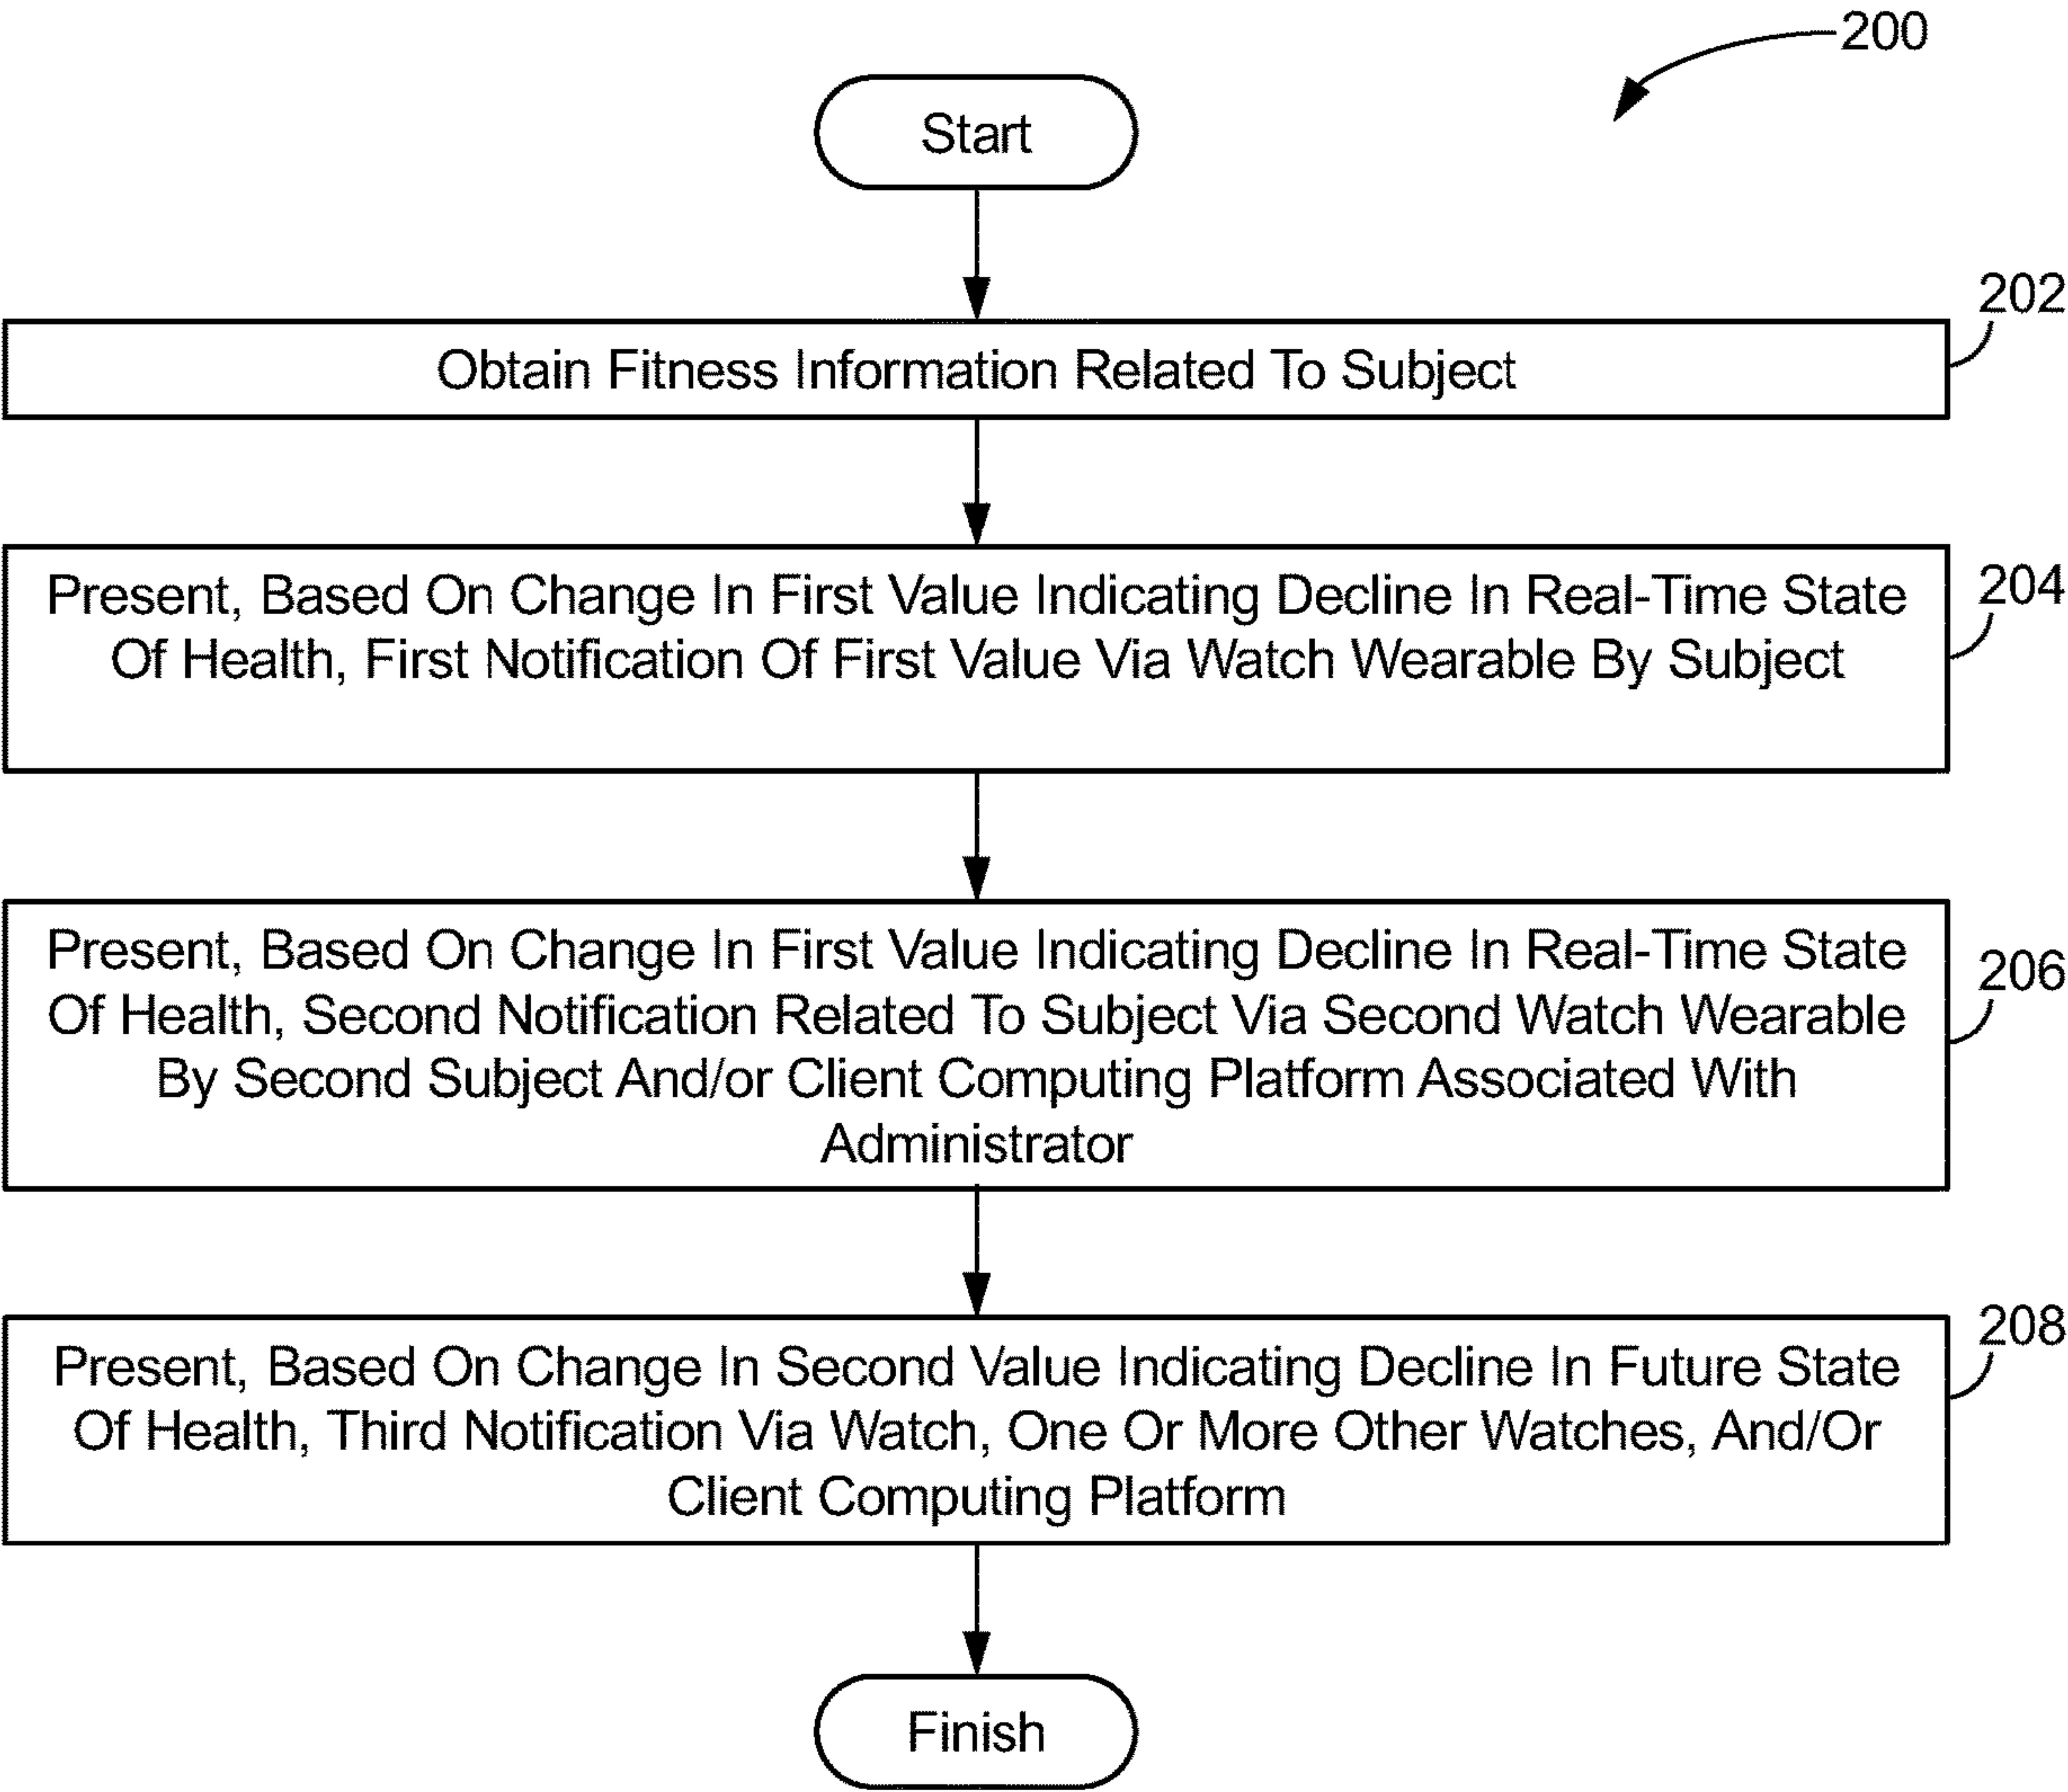 200
Start
202
Obtain Fitness Information Related To Subject
204
Present, Based On Change In First Value Indicating Decline In Real-Time State
Of Health, First Notification Of First Value Via Watch Wearable By Subject
206
Present, Based On Change In First Value Indicating Decline In Real-Time State
Of Health, Second Notification Related To Subject Via Second Watch Wearable
By Second Subject And/or Client Computing Platform Associated With
Administrator
208
Present, Based On Change In Second Value Indicating Decline In Future State
Of Health, Third Notification Via Watch, One Or More Other Watches, And/Or
Client Computing Platform
Finish